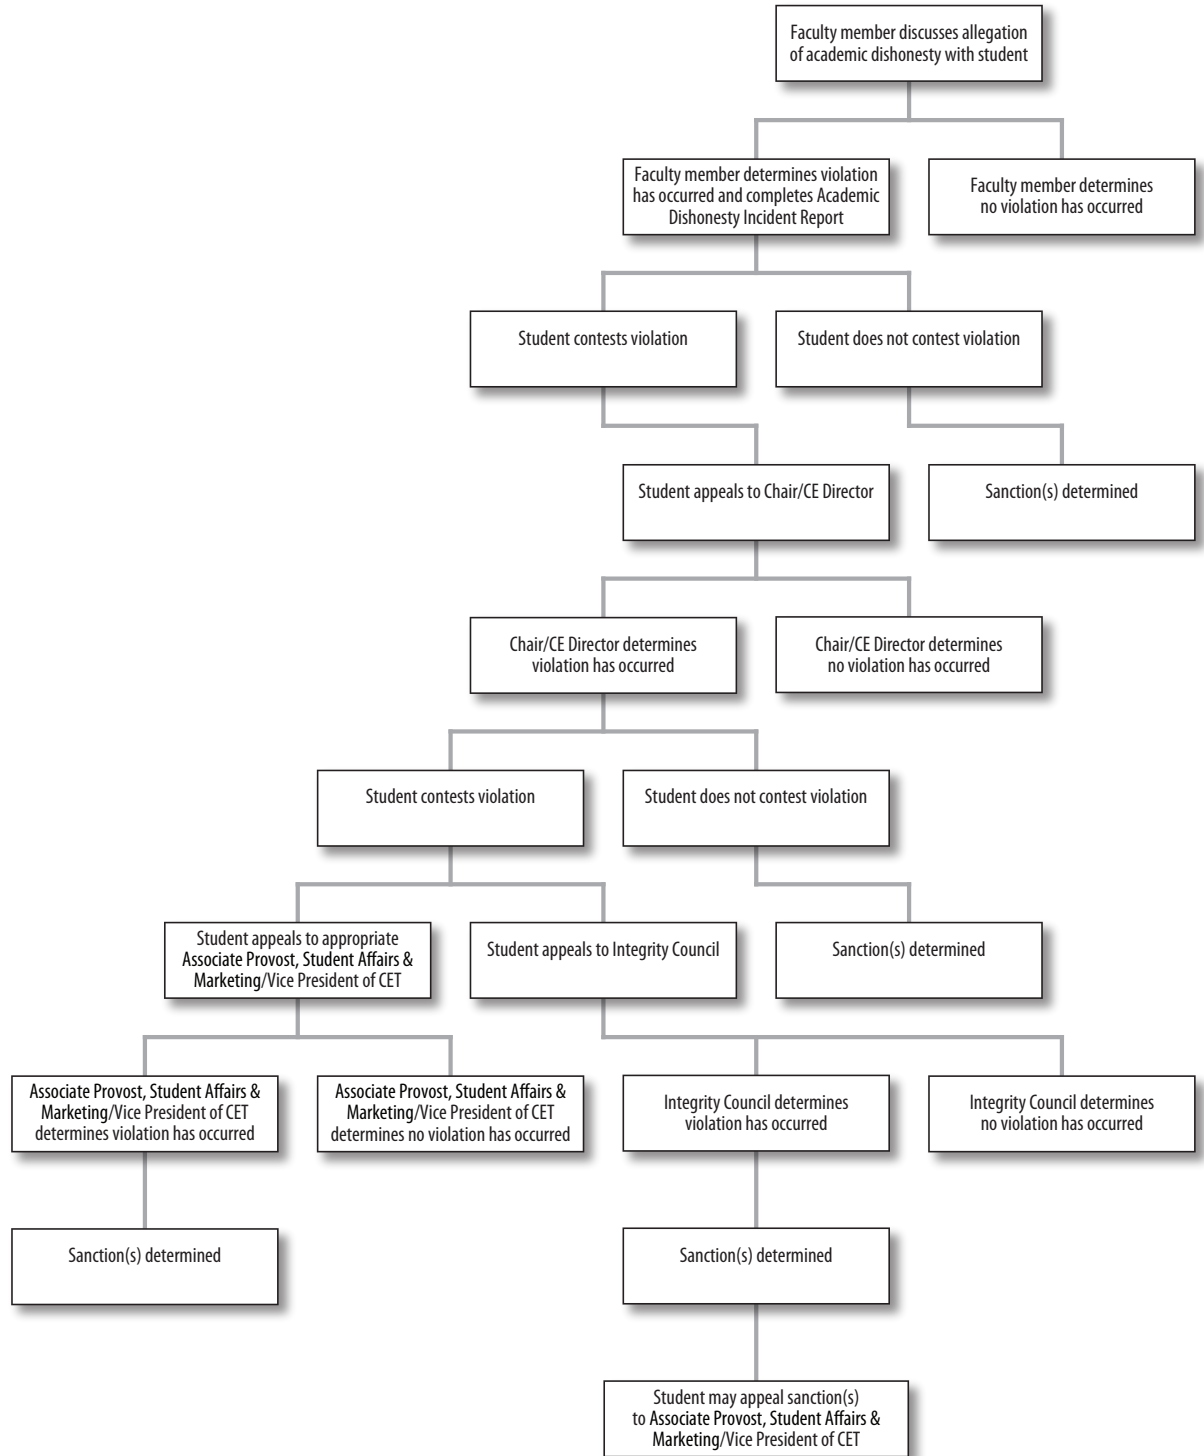 Faculty member discusses allegation
of academic dishonesty with student
Faculty member determines violation
has occurred and completes Academic
Dishonesty Incident Report
Faculty member determines
no violation has occurred
Student contests violation
Student does not contest violation
Student appeals to Chair/CE Director
Sanction(s) determined
Chair/CE Director determines
violation has occurred
Chair/CE Director determines
no violation has occurred
Student contests violation
Student does not contest violation
Student appeals to appropriate
Associate Provost, Student Affairs &
Marketing/Vice President of CET
Student appeals to Integrity Council
Sanction(s) determined
Associate Provost, Student Affairs &
Marketing/Vice President of CET
determines violation has occurred
Associate Provost, Student Affairs &
Marketing/Vice President of CET
determines no violation has occurred
Integrity Council determines
violation has occurred
Integrity Council determines
no violation has occurred
Sanction(s) determined
Sanction(s) determined
Student may appeal sanction(s)
to Associate Provost, Student Affairs &
Marketing/Vice President of CET